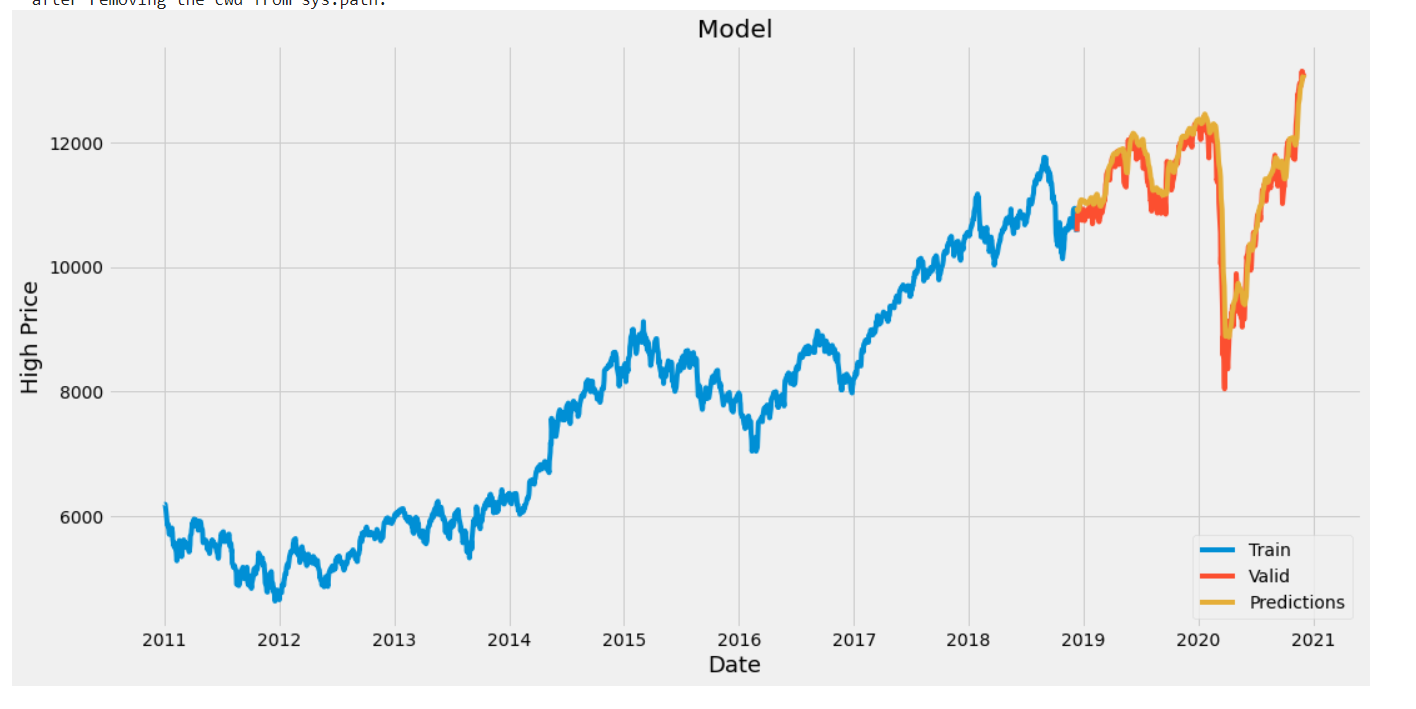 after removing the cwd from sys.path.
Model
High Price
12000
10000
8000
6000
Train
Valid
Predictions
2011 2012 2013 2014 2015 2016 2017 2018 2019 2020 2021
Date